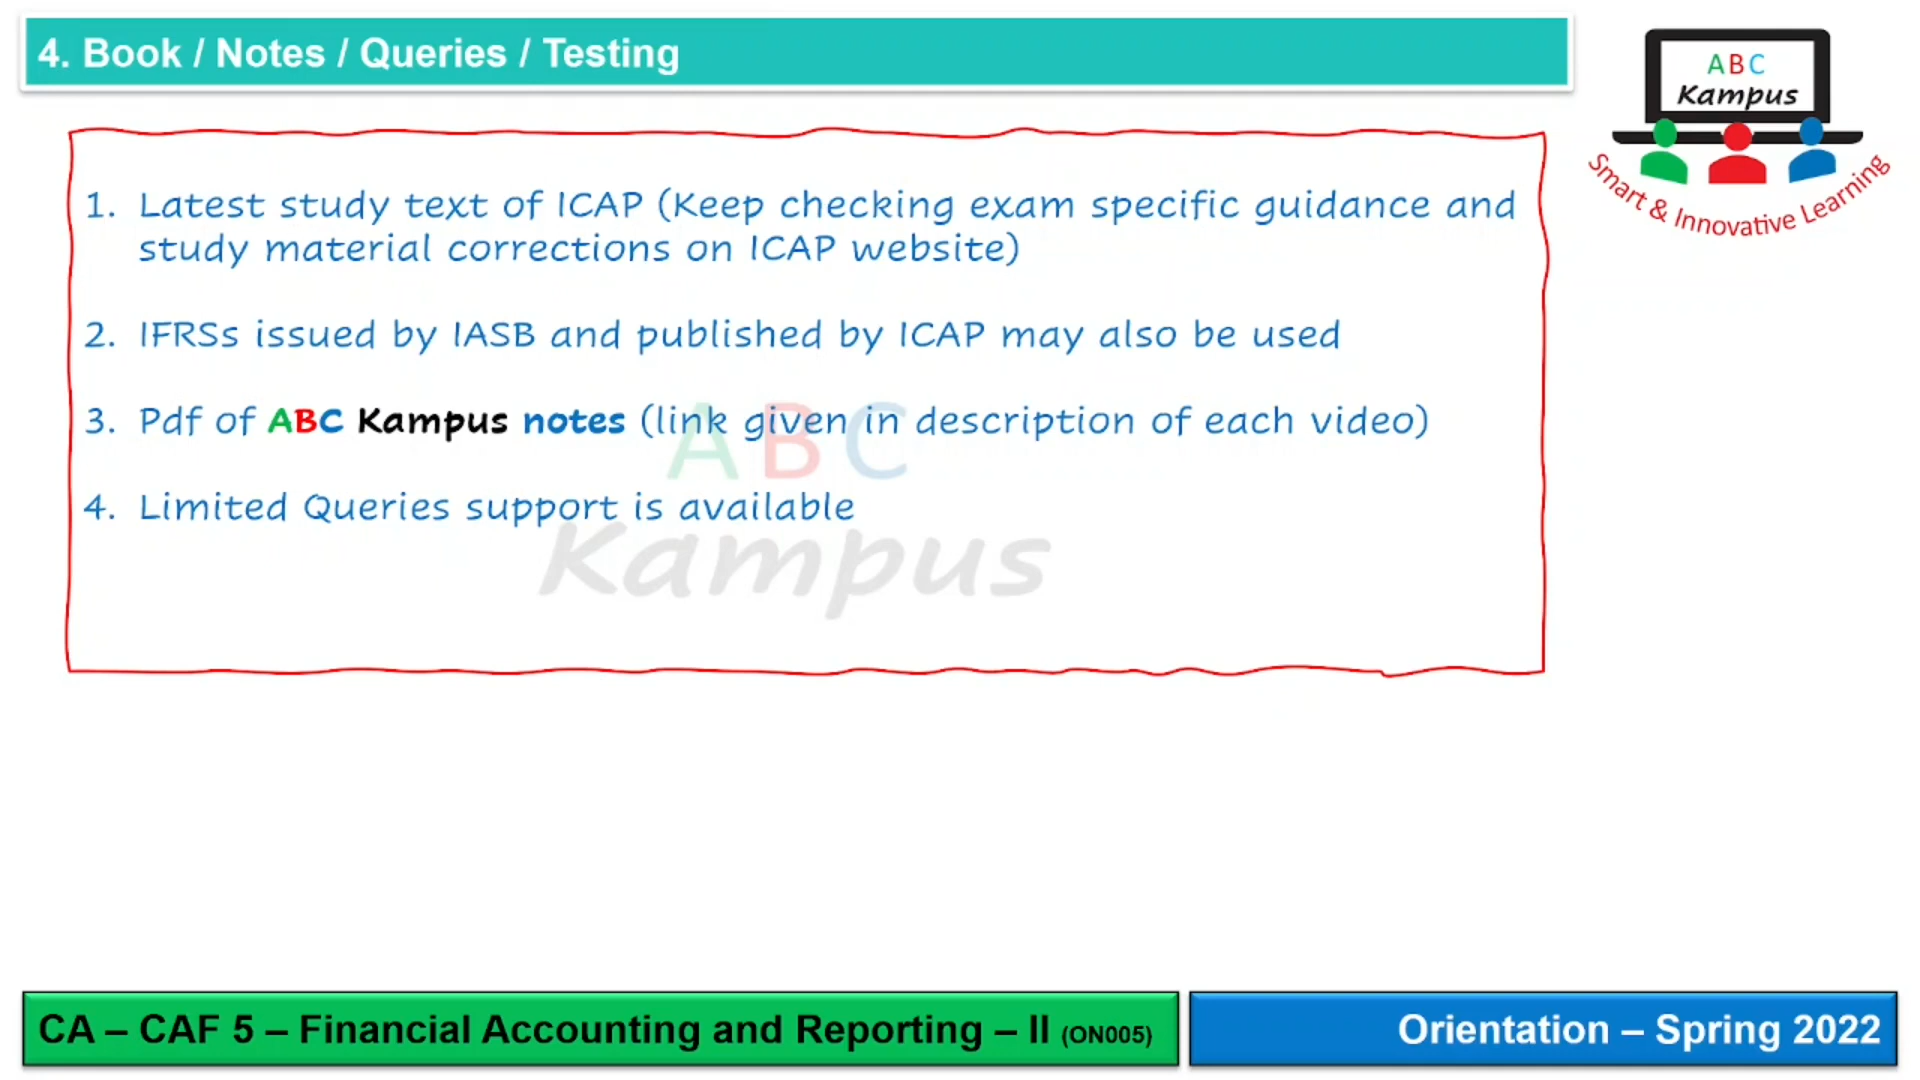 4. Book / Notes / Queries / Testing
ABC
Kampus
Smart & Innovative Learning
1. Latest study text of ICAP (Keep checking exam specific guidance and
study material corrections on ICAP website)
2. IFRSs issued by IASB and published by ICAP may also be used
3. Pdf of ABC Kampus notes (link given in description of each video)
4. Limited Queries support is available
ABC
Kampus
CA – CAF 5 – Financial Accounting and Reporting – II (ON005)
Orientation – Spring 2022